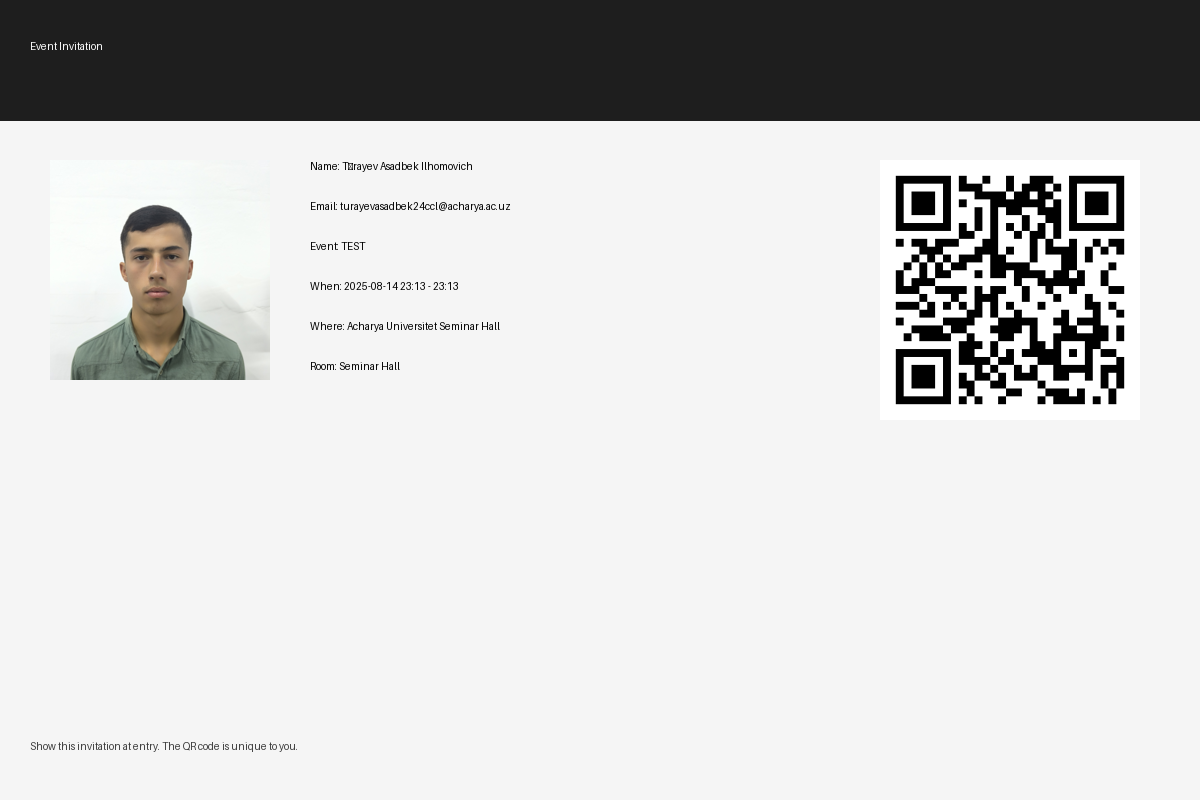 Event Invitation
Name: T▯rayev Asadbek Ilhomovich
Email: turayevasadbek24ccl@acharya.ac.uz
Event: TEST
When: 2025-08-14 23:13 - 23:13
Where: Acharya Universitet Seminar Hall
Room: Seminar Hall
Show this invitation at entry. The QR code is unique to you.